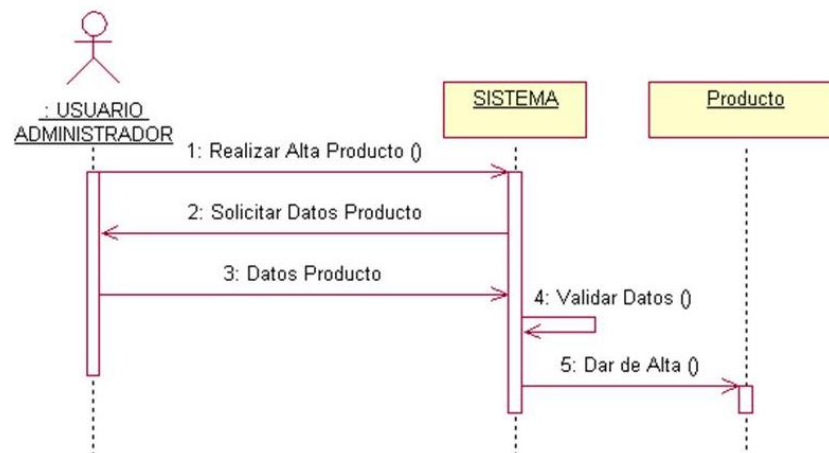 : USUARIO
ADMINISTRADOR
SISTEMA
Producto
1: Realizar Alta Producto ()
2: Solicitar Datos Producto
3: Datos Producto
4: Validar Datos ()
5: Dar de Alta ()